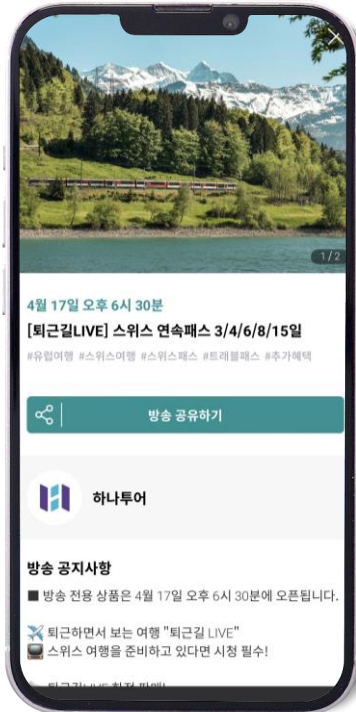 1/2
4월 17일 오후 6시 30분
[퇴근길LIVE] 스위스 연속패스 3/4/6/8/15일
#유럽여행 #스위스여행 #스위스패스 #트래블패스 #추가혜택
방송 공유하기
하나투어
방송 공지사항
■ 방송 전용 상품은 4월 17일 오후 6시 30분에 오픈됩니다.
✈️ 퇴근하면서 보는 여행 "퇴근길 LIVE"
📺 스위스 여행을 준비하고 있다면 시청 필수!